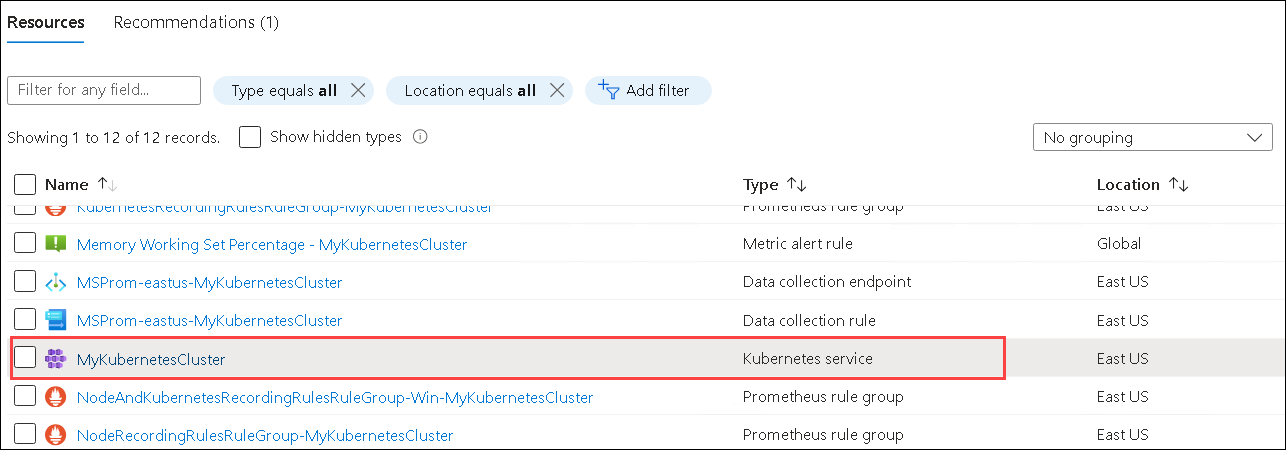 Resources Recommendations (1)
Filter for any field... Type equals all Location equals all Add filter
Showing 1 to 12 of 12 records. Show hidden types No grouping
Name Type Location
KubernetesRecordingRulesRuleGroup-MyKubernetesCluster Prometheus rule group East US
Memory Working Set Percentage - MyKubernetesCluster Metric alert rule Global
MSProm-eastus-MyKubernetesCluster Data collection endpoint East US
MSProm-eastus-MyKubernetesCluster Data collection rule East US
MyKubernetesCluster Kubernetes service East US
NodeAndKubernetesRecordingRulesRuleGroup-Win-MyKubernetesCluster Prometheus rule group East US
NodeRecordingRulesRuleGroup-MyKubernetesCluster Prometheus rule group East US